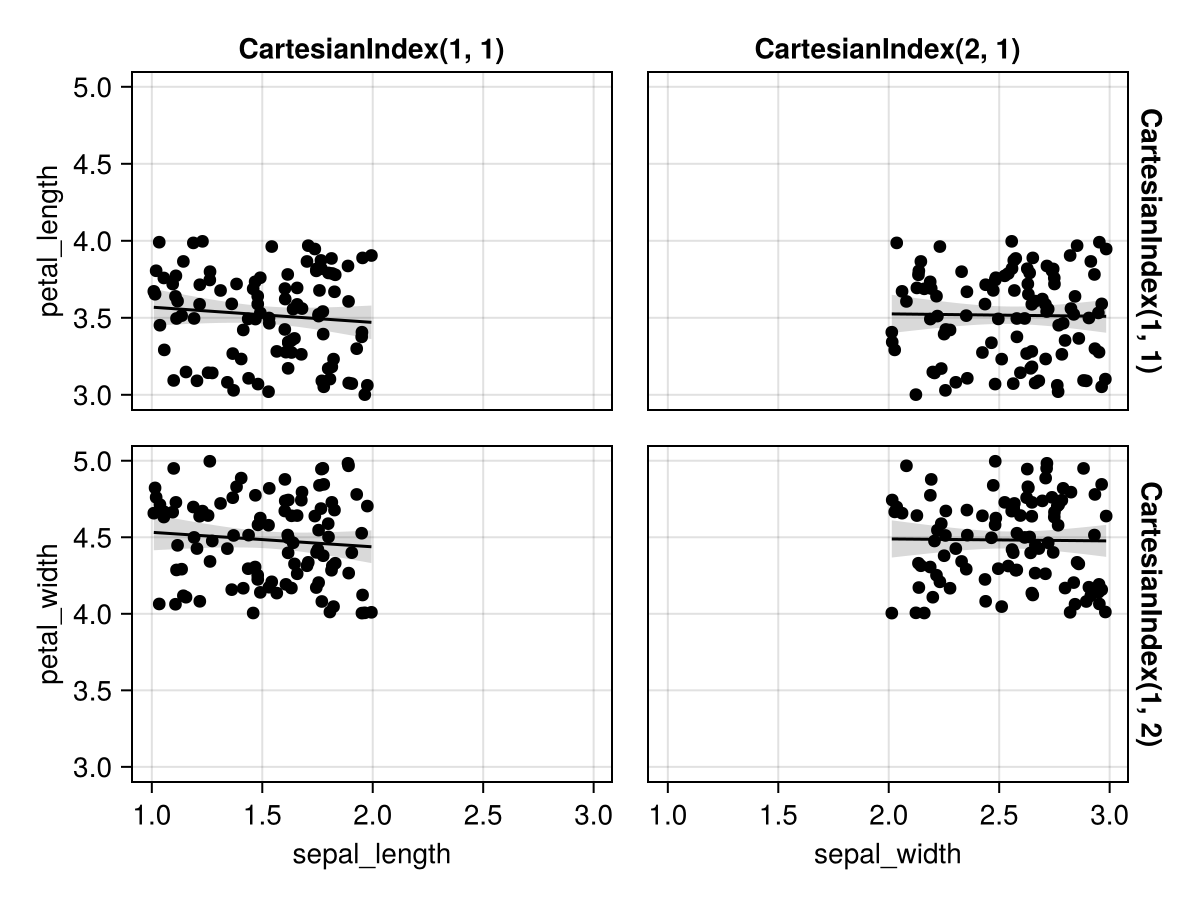 CartesianIndex(1, 1)
CartesianIndex(2, 1)
5.0
4.5
4.0
3.5
3.0
petal_length
CartesianIndex(1, 1)
5.0
4.5
4.0
3.5
3.0
petal_width
CartesianIndex(1, 2)
1.0 1.5 2.0 2.5 3.0
1.0 1.5 2.0 2.5 3.0
sepal_length
sepal_width